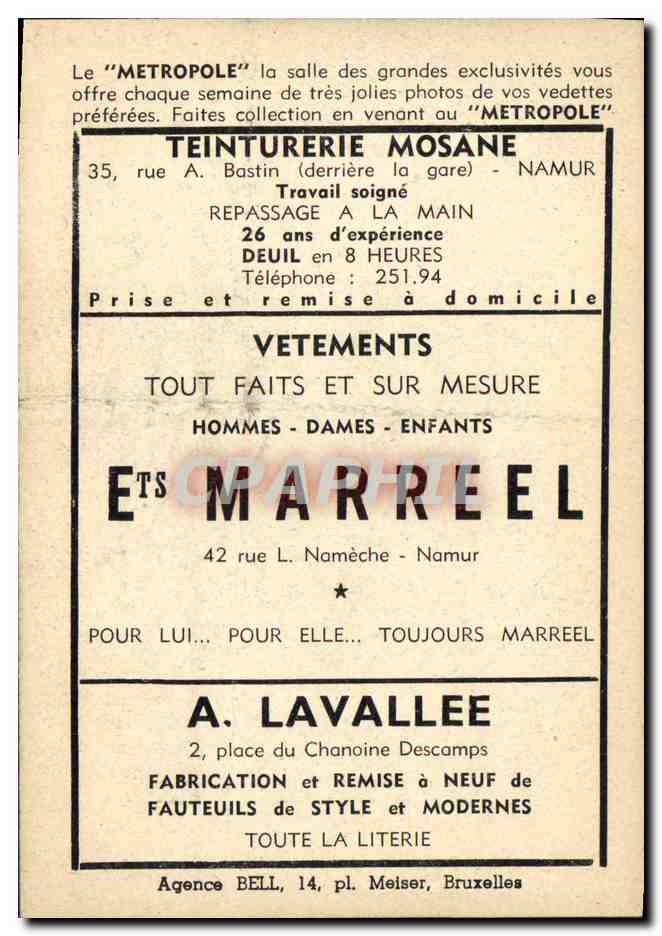 Le "METROPOLE" la salle des grandes exclusivités vous
offre chaque semaine de très jolies photos de vos vedettes
préférées. Faites collection en venant au "METROPOLE"
TEINTURERIE MOSANE
35, rue A. Bastin (derrière la gare) - NAMUR
Travail soigné
REPASSAGE A LA MAIN
26 ans d'expérience
DEUIL en 8 HEURES
Téléphone : 251.94
Prise et remise à domicile
VETEMENTS
TOUT FAITS ET SUR MESURE
HOMMES - DAMES - ENFANTS
ETS MARREEL
CPAPHIL
42 rue L. Namèche - Namur
★
POUR LUI... POUR ELLE... TOUJOURS MARREEL
A. LAVALLEE
2, place du Chanoine Descamps
FABRICATION et REMISE à NEUF de
FAUTEUILS de STYLE et MODERNES
TOUTE LA LITERIE
Agence BELL, 14, pl. Meiser, Bruxelles